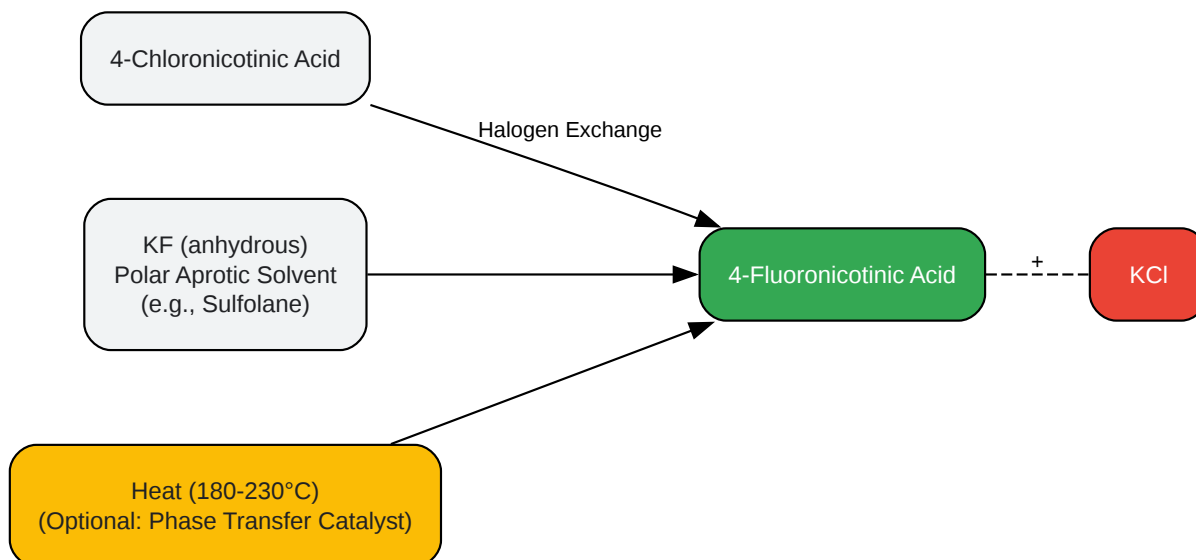 4-Chloronicotinic Acid
Halogen Exchange
KF (anhydrous)
Polar Aprotic Solvent
(e.g., Sulfolane)
4-Fluoronicotinic Acid
+
KCl
Heat (180-230°C)
(Optional: Phase Transfer Catalyst)